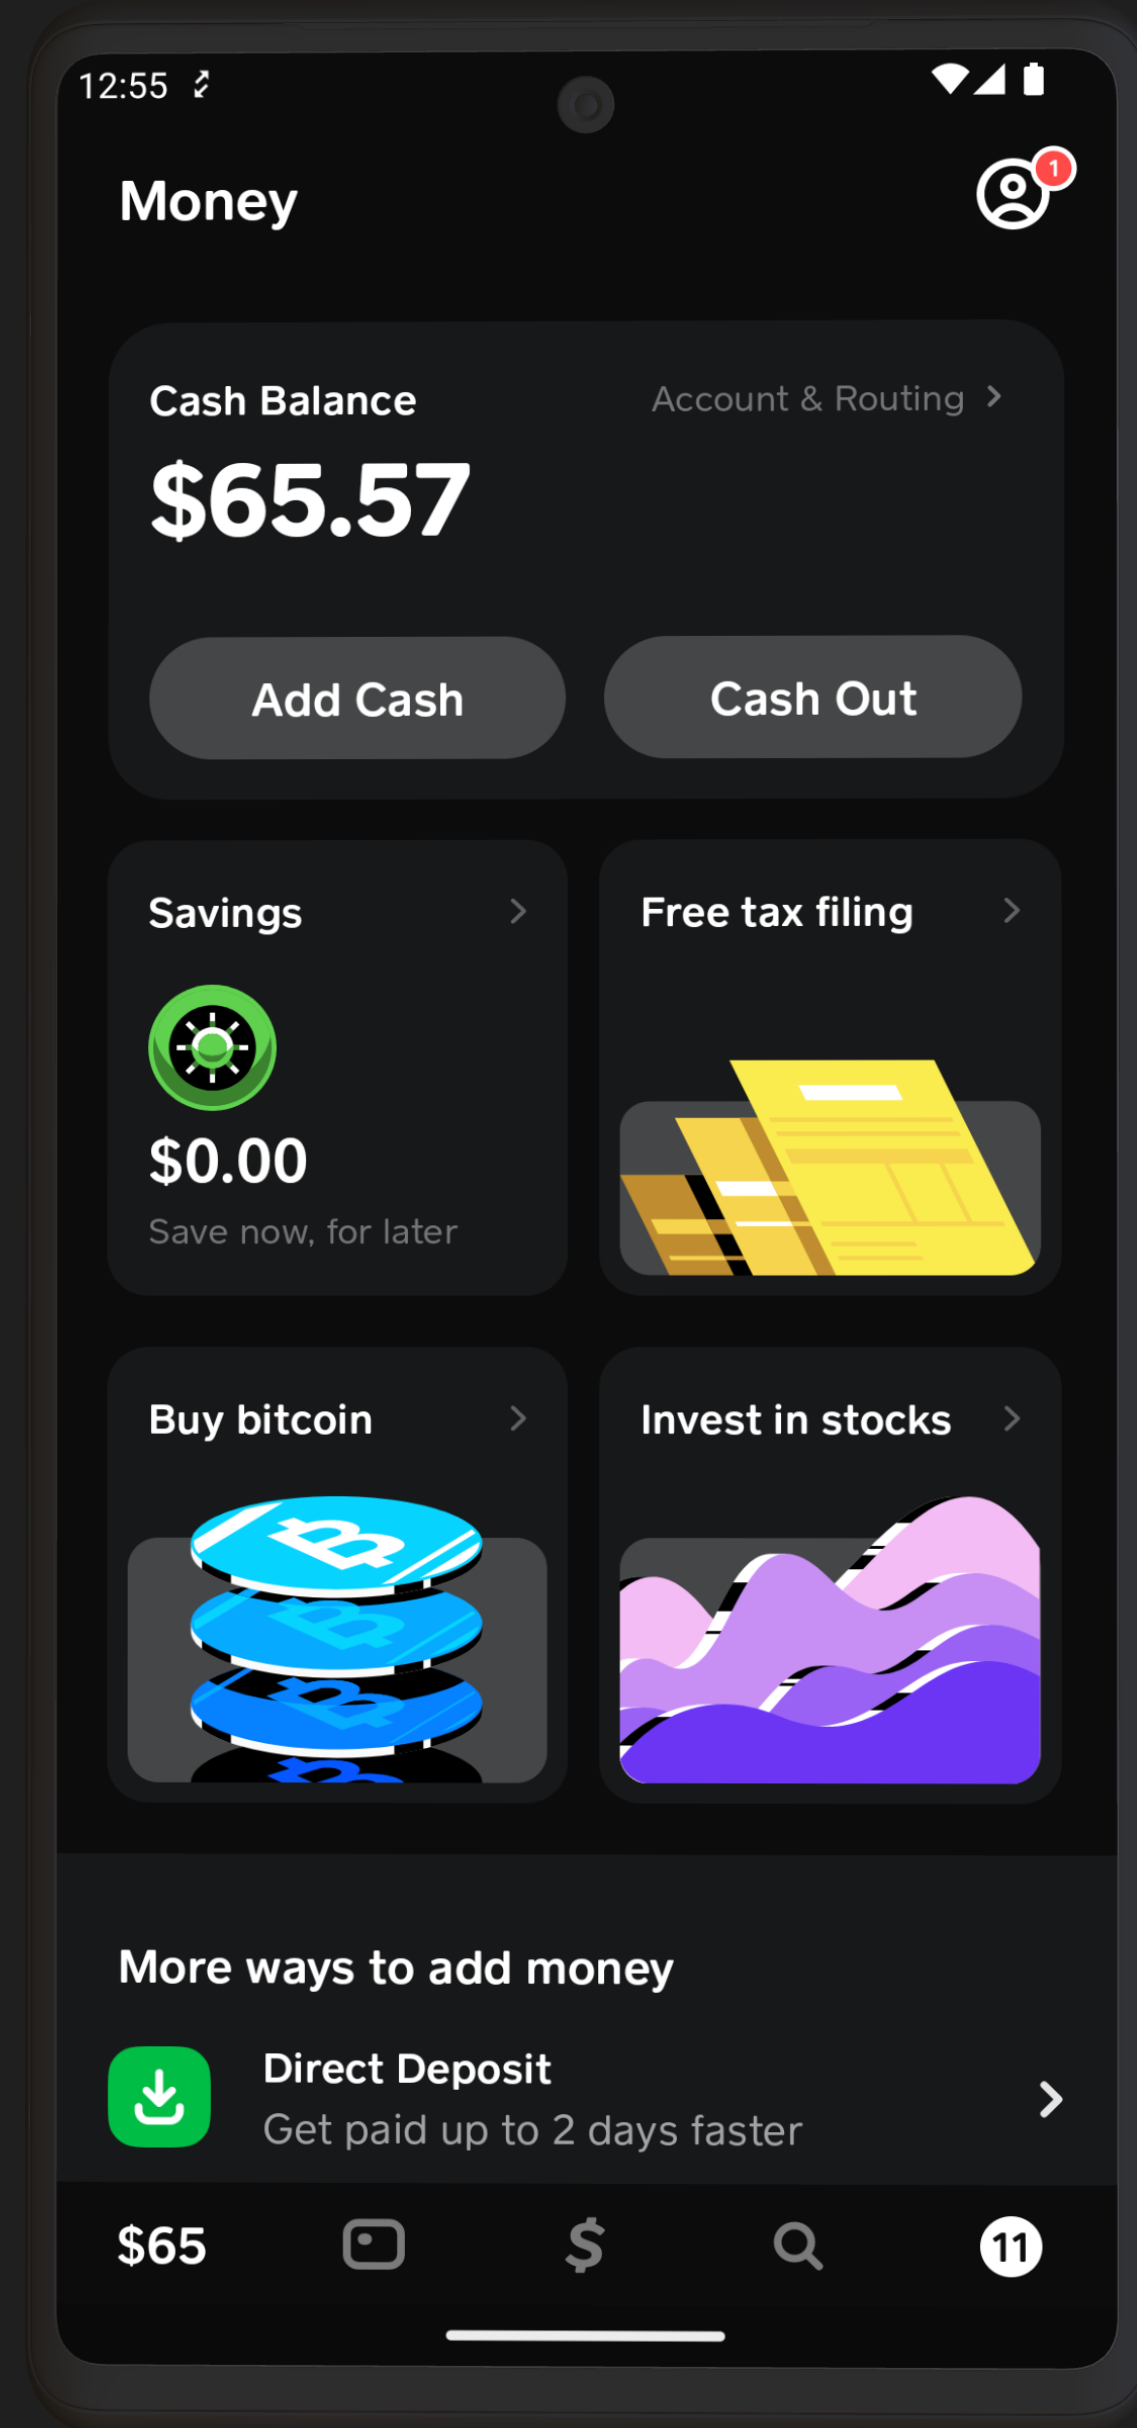 12:55
Money
1
Cash Balance
Account & Routing
$65.57
Add Cash
Cash Out
Savings
Free tax filing
$0.00
Save now, for later
Buy bitcoin
Invest in stocks
More ways to add money
Direct Deposit
Get paid up to 2 days faster
$65
$
11